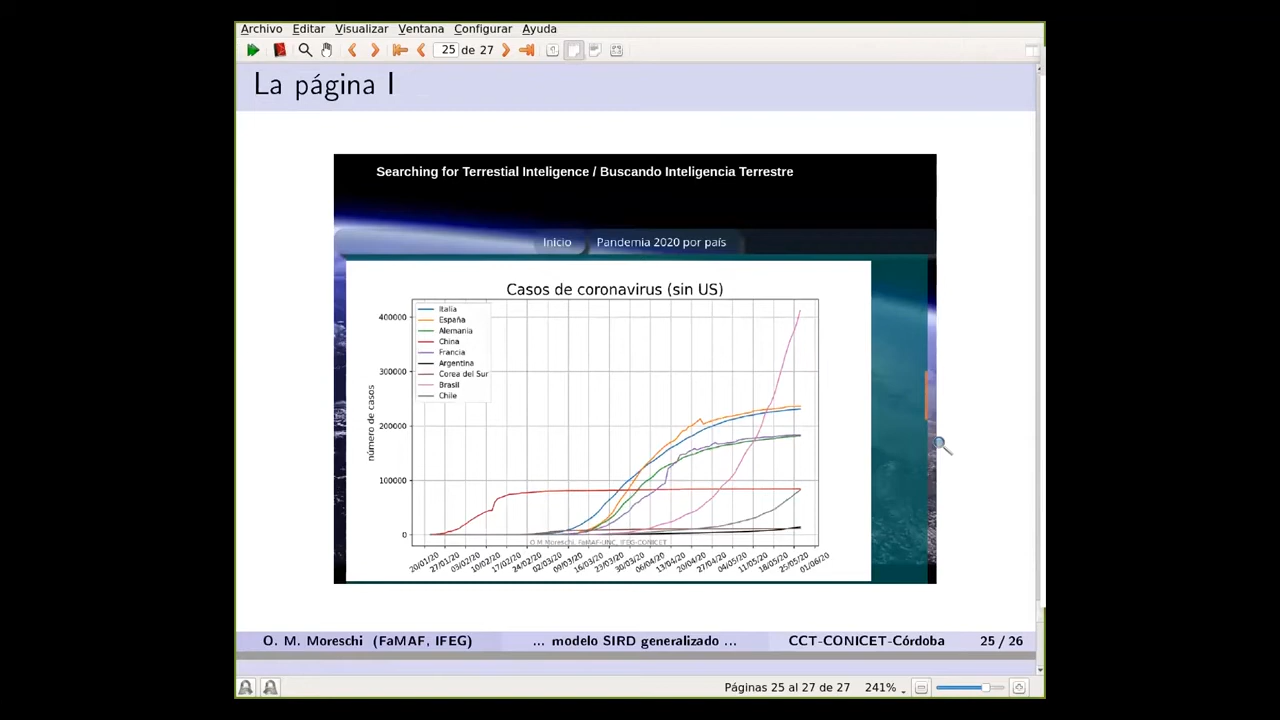 Archivo Editar Visualizar Ventana Configurar Ayuda
25 de 27
La página I
Searching for Terrestial Inteligence / Buscando Inteligencia Terrestre
Inicio Pandemia 2020 por país
Casos de coronavirus (sin US)
Italia
España
Alemania
China
Francia
Argentina
Corea del Sur
Brasil
Chile
400000
300000
200000
100000
0
número de casos
O.M.Moreschi, FaMAF-UNC, IFEG-CONICET
20/01/20 27/01/20 03/02/20 10/02/20 17/02/20 24/02/20 02/03/20 09/03/20 16/03/20 23/03/20 30/03/20 06/04/20 13/04/20 20/04/20 27/04/20 04/05/20 11/05/20 18/05/20 25/05/20 01/06/20
O. M. Moreschi (FaMAF, IFEG) ... modelo SIRD generalizado ... CCT-CONICET-Córdoba 25 / 26
Páginas 25 al 27 de 27 241%